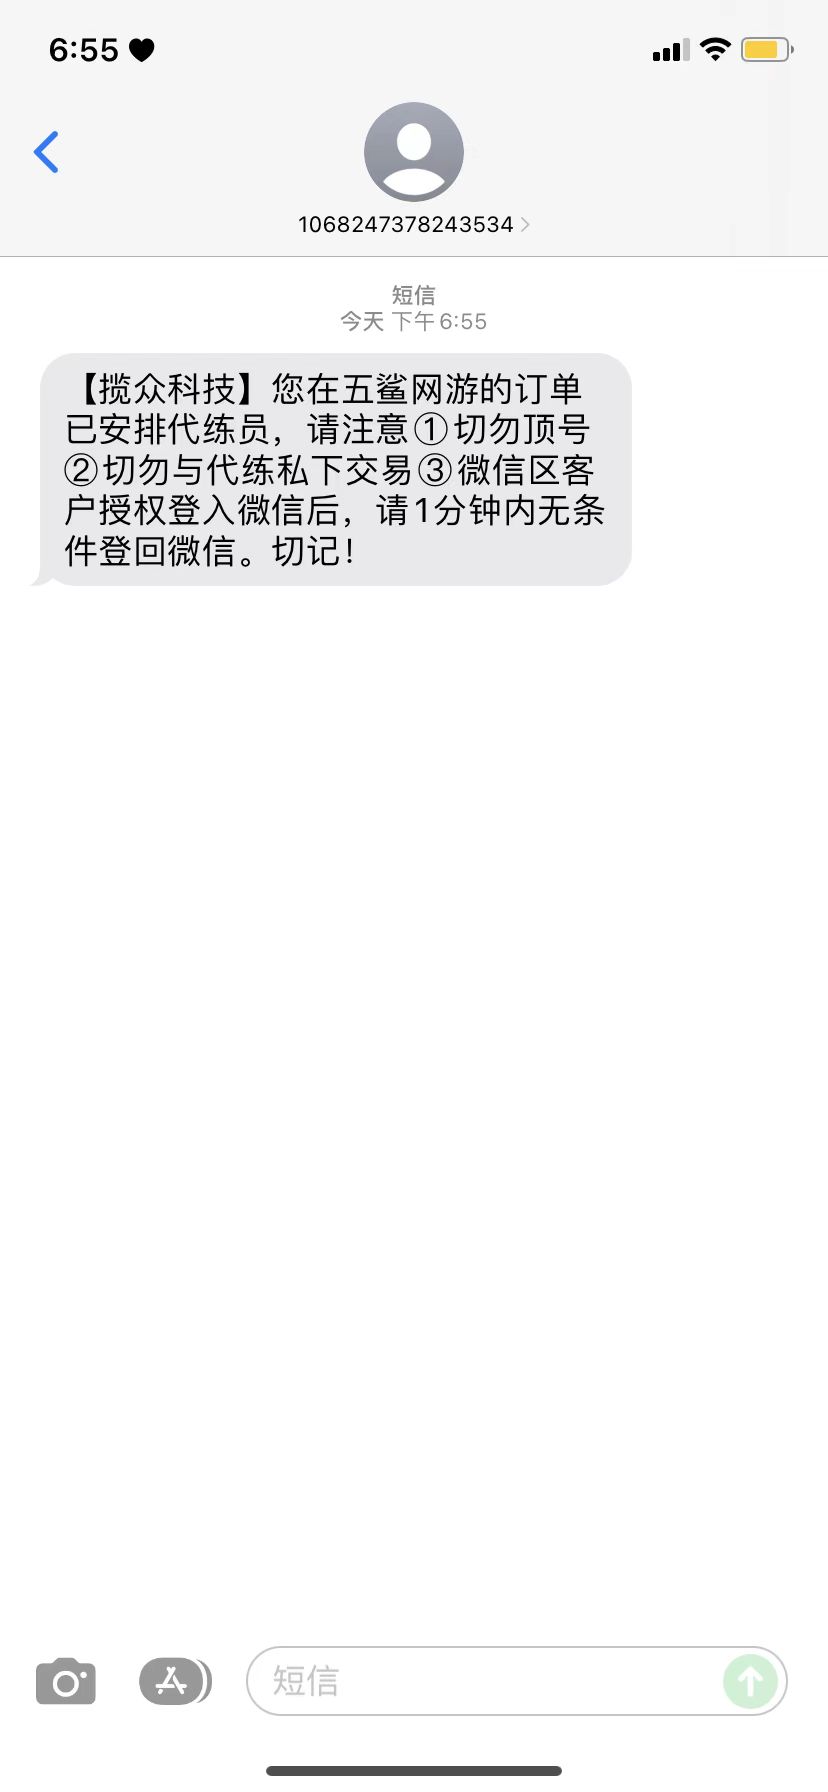 6:55
1068247378243534
短信
今天 下午6:55
【揽众科技】您在五鲨网游的订单
已安排代练员，请注意①切勿顶号
②切勿与代练私下交易③微信区客
户授权登入微信后，请1分钟内无条
件登回微信。切记！
短信